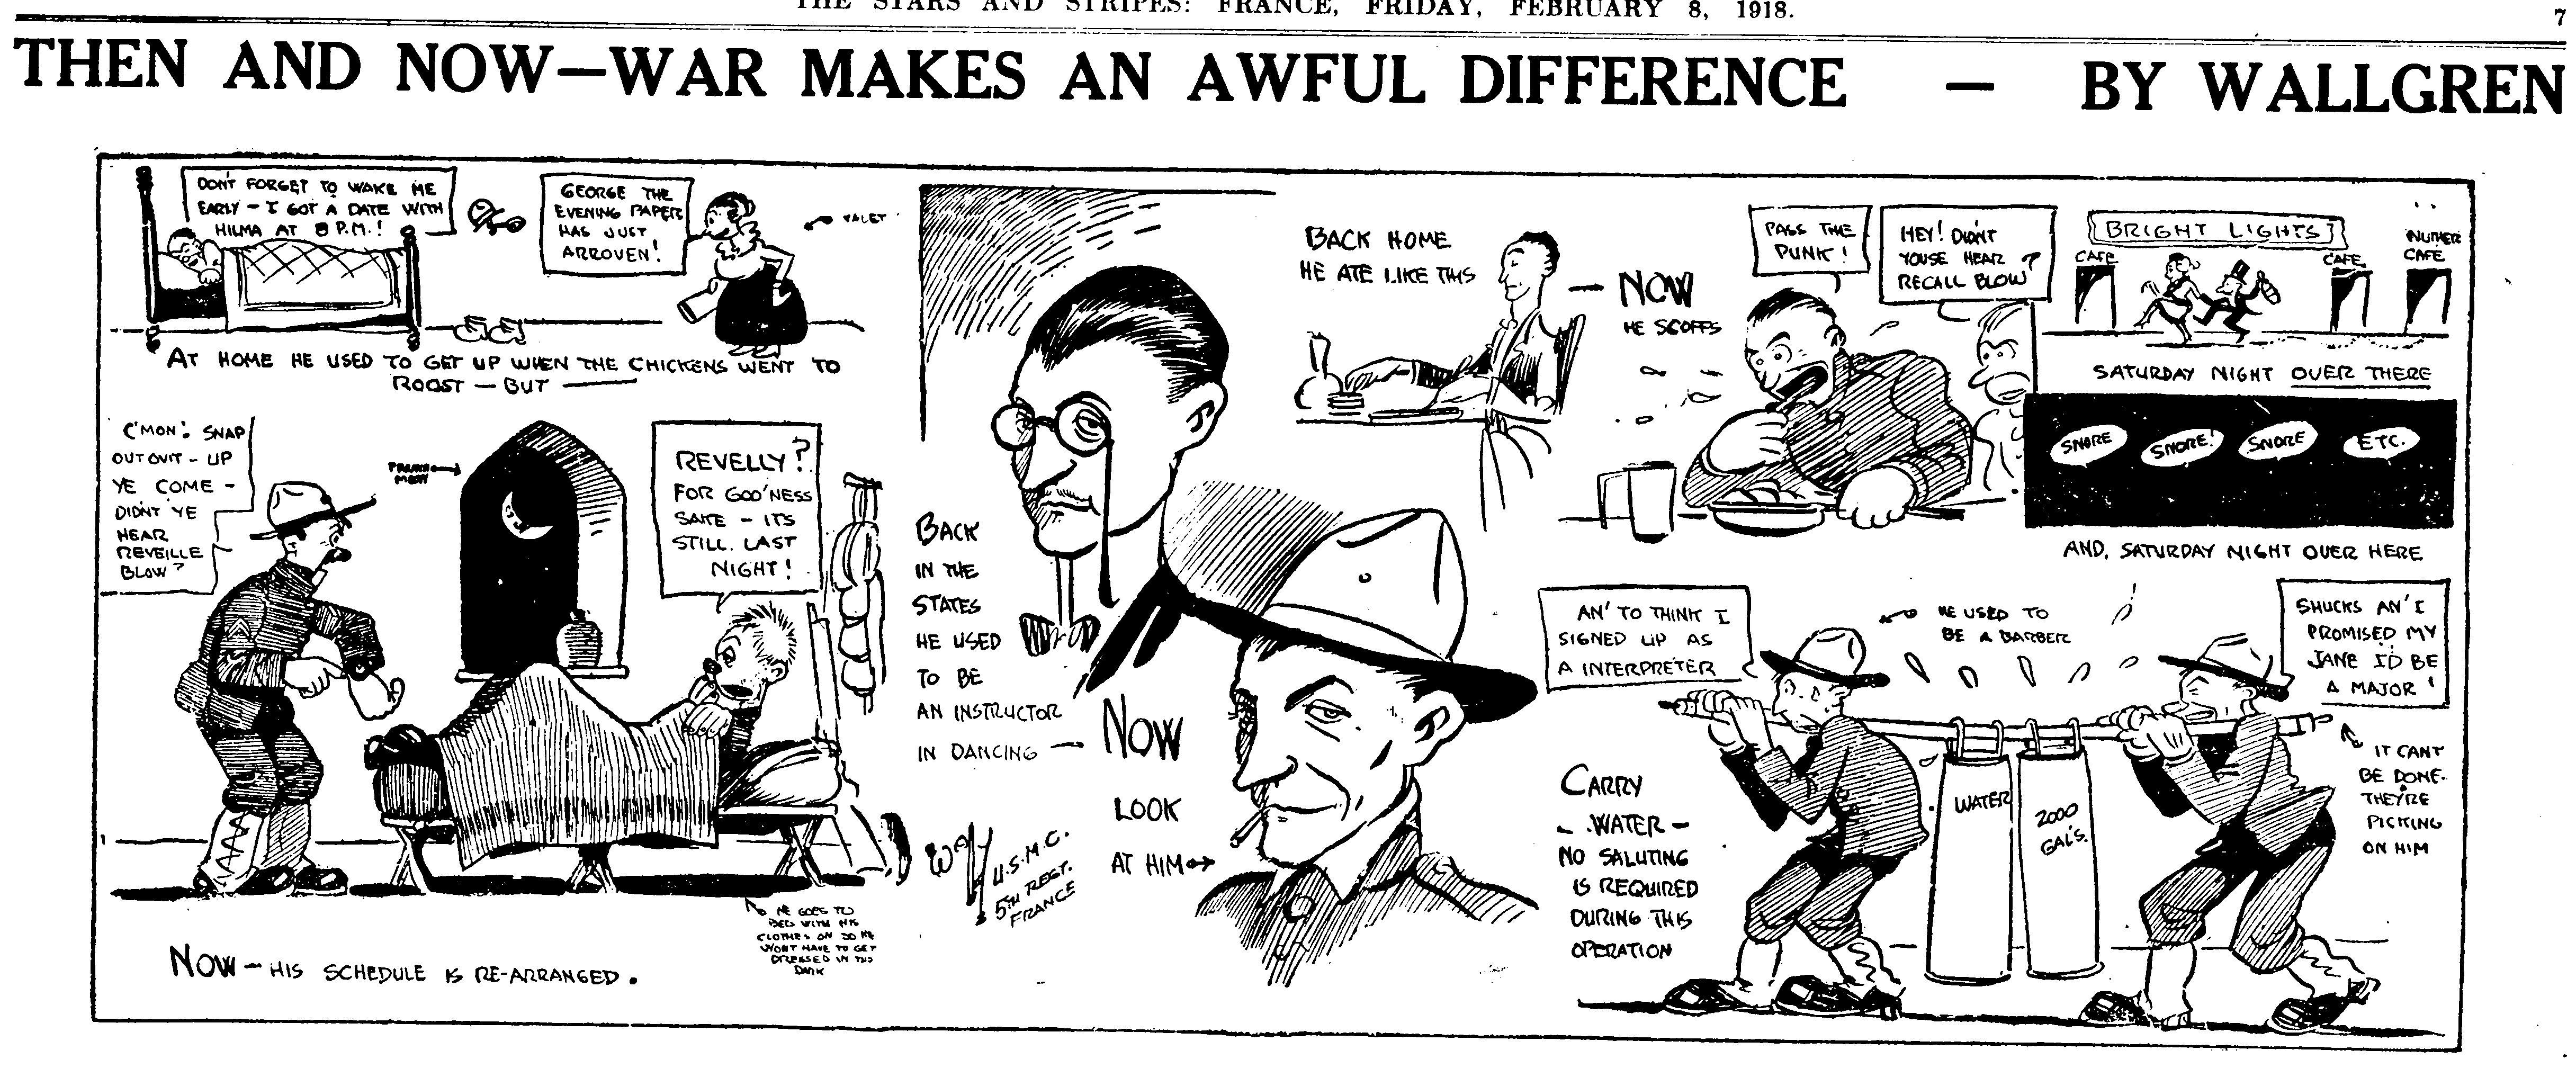 THE STARS AND STRIPES: FRANCE, FRIDAY, FEBRUARY 8, 1918.
7
THEN AND NOW—WAR MAKES AN AWFUL DIFFERENCE — BY WALLGREN
DON'T FORGET TO WAKE ME
EARLY – I GOT A DATE WITH
HILMA AT 8 P.M.!
GEORGE THE
EVENING PAPER
HAS JUST
ARROVEN!
VALET
AT HOME HE USED TO GET UP WHEN THE CHICKENS WENT TO
ROOST — BUT ———
C'MON! SNAP
OUT OVIT – UP
YE COME –
DIDN'T YE
HEAR
REVEILLE
BLOW?
REVELLY?
FOR GOO'NESS
SAKE – ITS
STILL LAST
NIGHT!
HE GOES TO
BED WITH HIS
CLOTHES ON SO HE
WONT HAVE TO GET
DRESSED IN THE
DARK
NOW – HIS SCHEDULE IS RE-ARRANGED.
BACK
IN THE
STATES
HE USED
TO BE
AN INSTRUCTOR
IN DANCING —
NOW
LOOK
AT HIM
WALLY
U.S.M.C.
5TH REGT.
FRANCE
BACK HOME
HE ATE LIKE THIS
— NOW
HE SCOFFS
PASS THE
PUNK!
HEY! DIDN'T
YOUSE HEAR
RECALL BLOW?
BRIGHT LIGHTS
CAFE
CAFE
NUTHER
CAFE
SATURDAY NIGHT OVER THERE
SNORE
SNORE!
SNORE
ETC.
AND, SATURDAY NIGHT OVER HERE
AN' TO THINK I
SIGNED UP AS
A INTERPRETER
HE USED TO
BE A BARBER
SHUCKS AN' I
PROMISED MY
JANE I'D BE
A MAJOR!
IT CAN'T
BE DONE.
THEY'RE
PICKING
ON HIM
CARRY
– WATER –
NO SALUTING
IS REQUIRED
DURING THIS
OPERATION
WATER
2000
GAL'S.